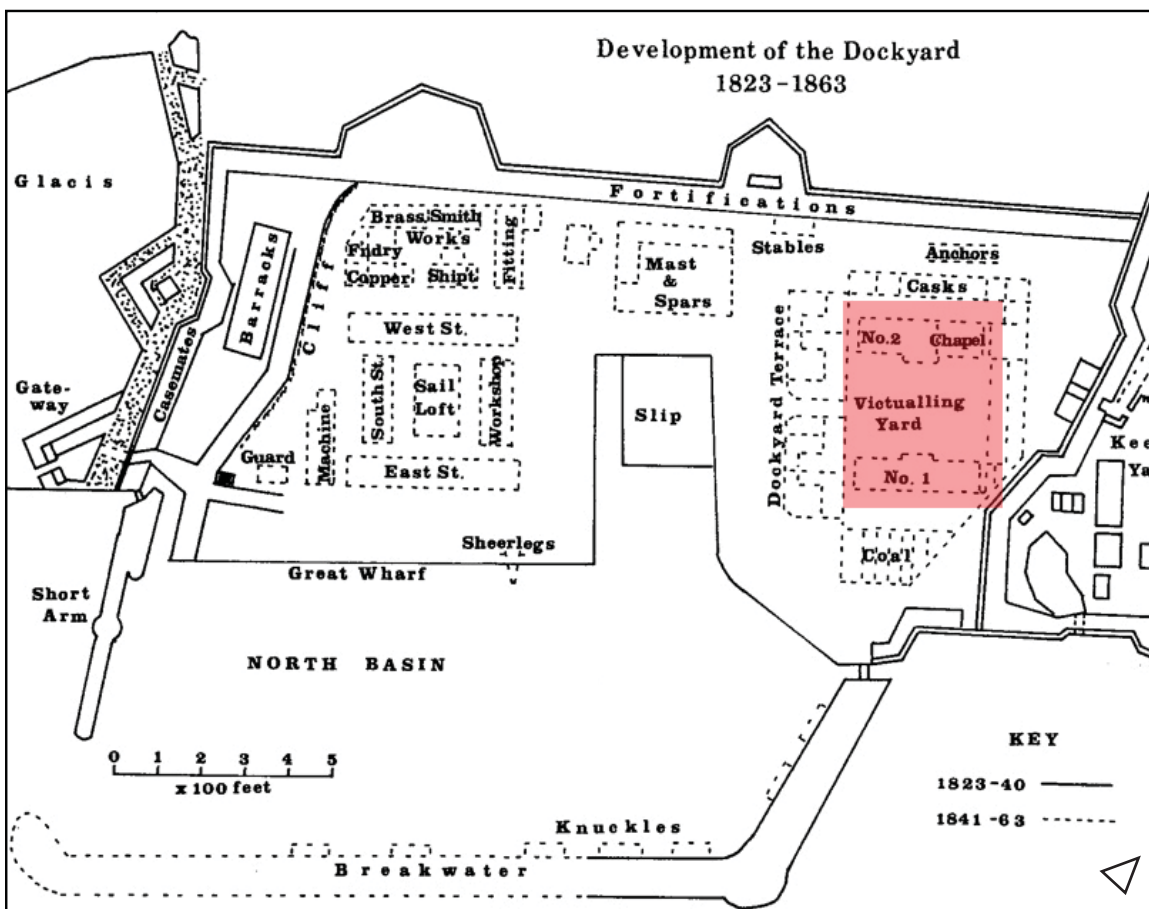 Development of the Dockyard
1823-1863
Glacis
Fortifications
Barracks
Cliff
Casemates
Gate-
way
Brass Smith
Work's
Fndry
Copper
Shipt
Fitting
Mast
&
Spars
Stables
Anchors
Casks
West St.
South St.
Sail
Loft
Workshop
Machine
Guard
East St.
Slip
Dockyard Terrace
No.2
Chapel
Victualling
Yard
No. 1
Coal
Kee
Ya
Sheerlegs
Great Wharf
Short
Arm
NORTH BASIN
0 1 2 3 4 5
x 100 feet
Knuckles
Breakwater
KEY
1823-40
1841-63